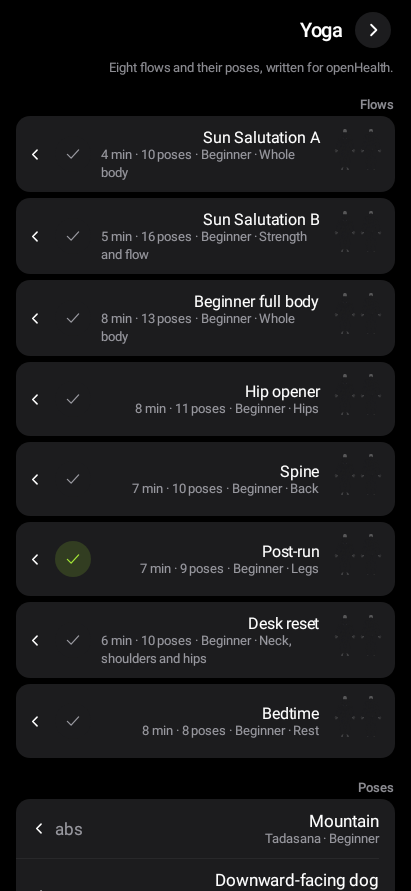 Yoga
Eight flows and their poses, written for openHealth.
Flows
Sun Salutation A
4 min · 10 poses · Beginner · Whole
body
Sun Salutation B
5 min · 16 poses · Beginner · Strength
and flow
Beginner full body
8 min · 13 poses · Beginner · Whole
body
Hip opener
8 min · 11 poses · Beginner · Hips
Spine
7 min · 10 poses · Beginner · Back
Post-run
7 min · 9 poses · Beginner · Legs
Desk reset
6 min · 10 poses · Beginner · Neck,
shoulders and hips
Bedtime
8 min · 8 poses · Beginner · Rest
Poses
Mountain
abs
Tadasana · Beginner
Downward-facing dog